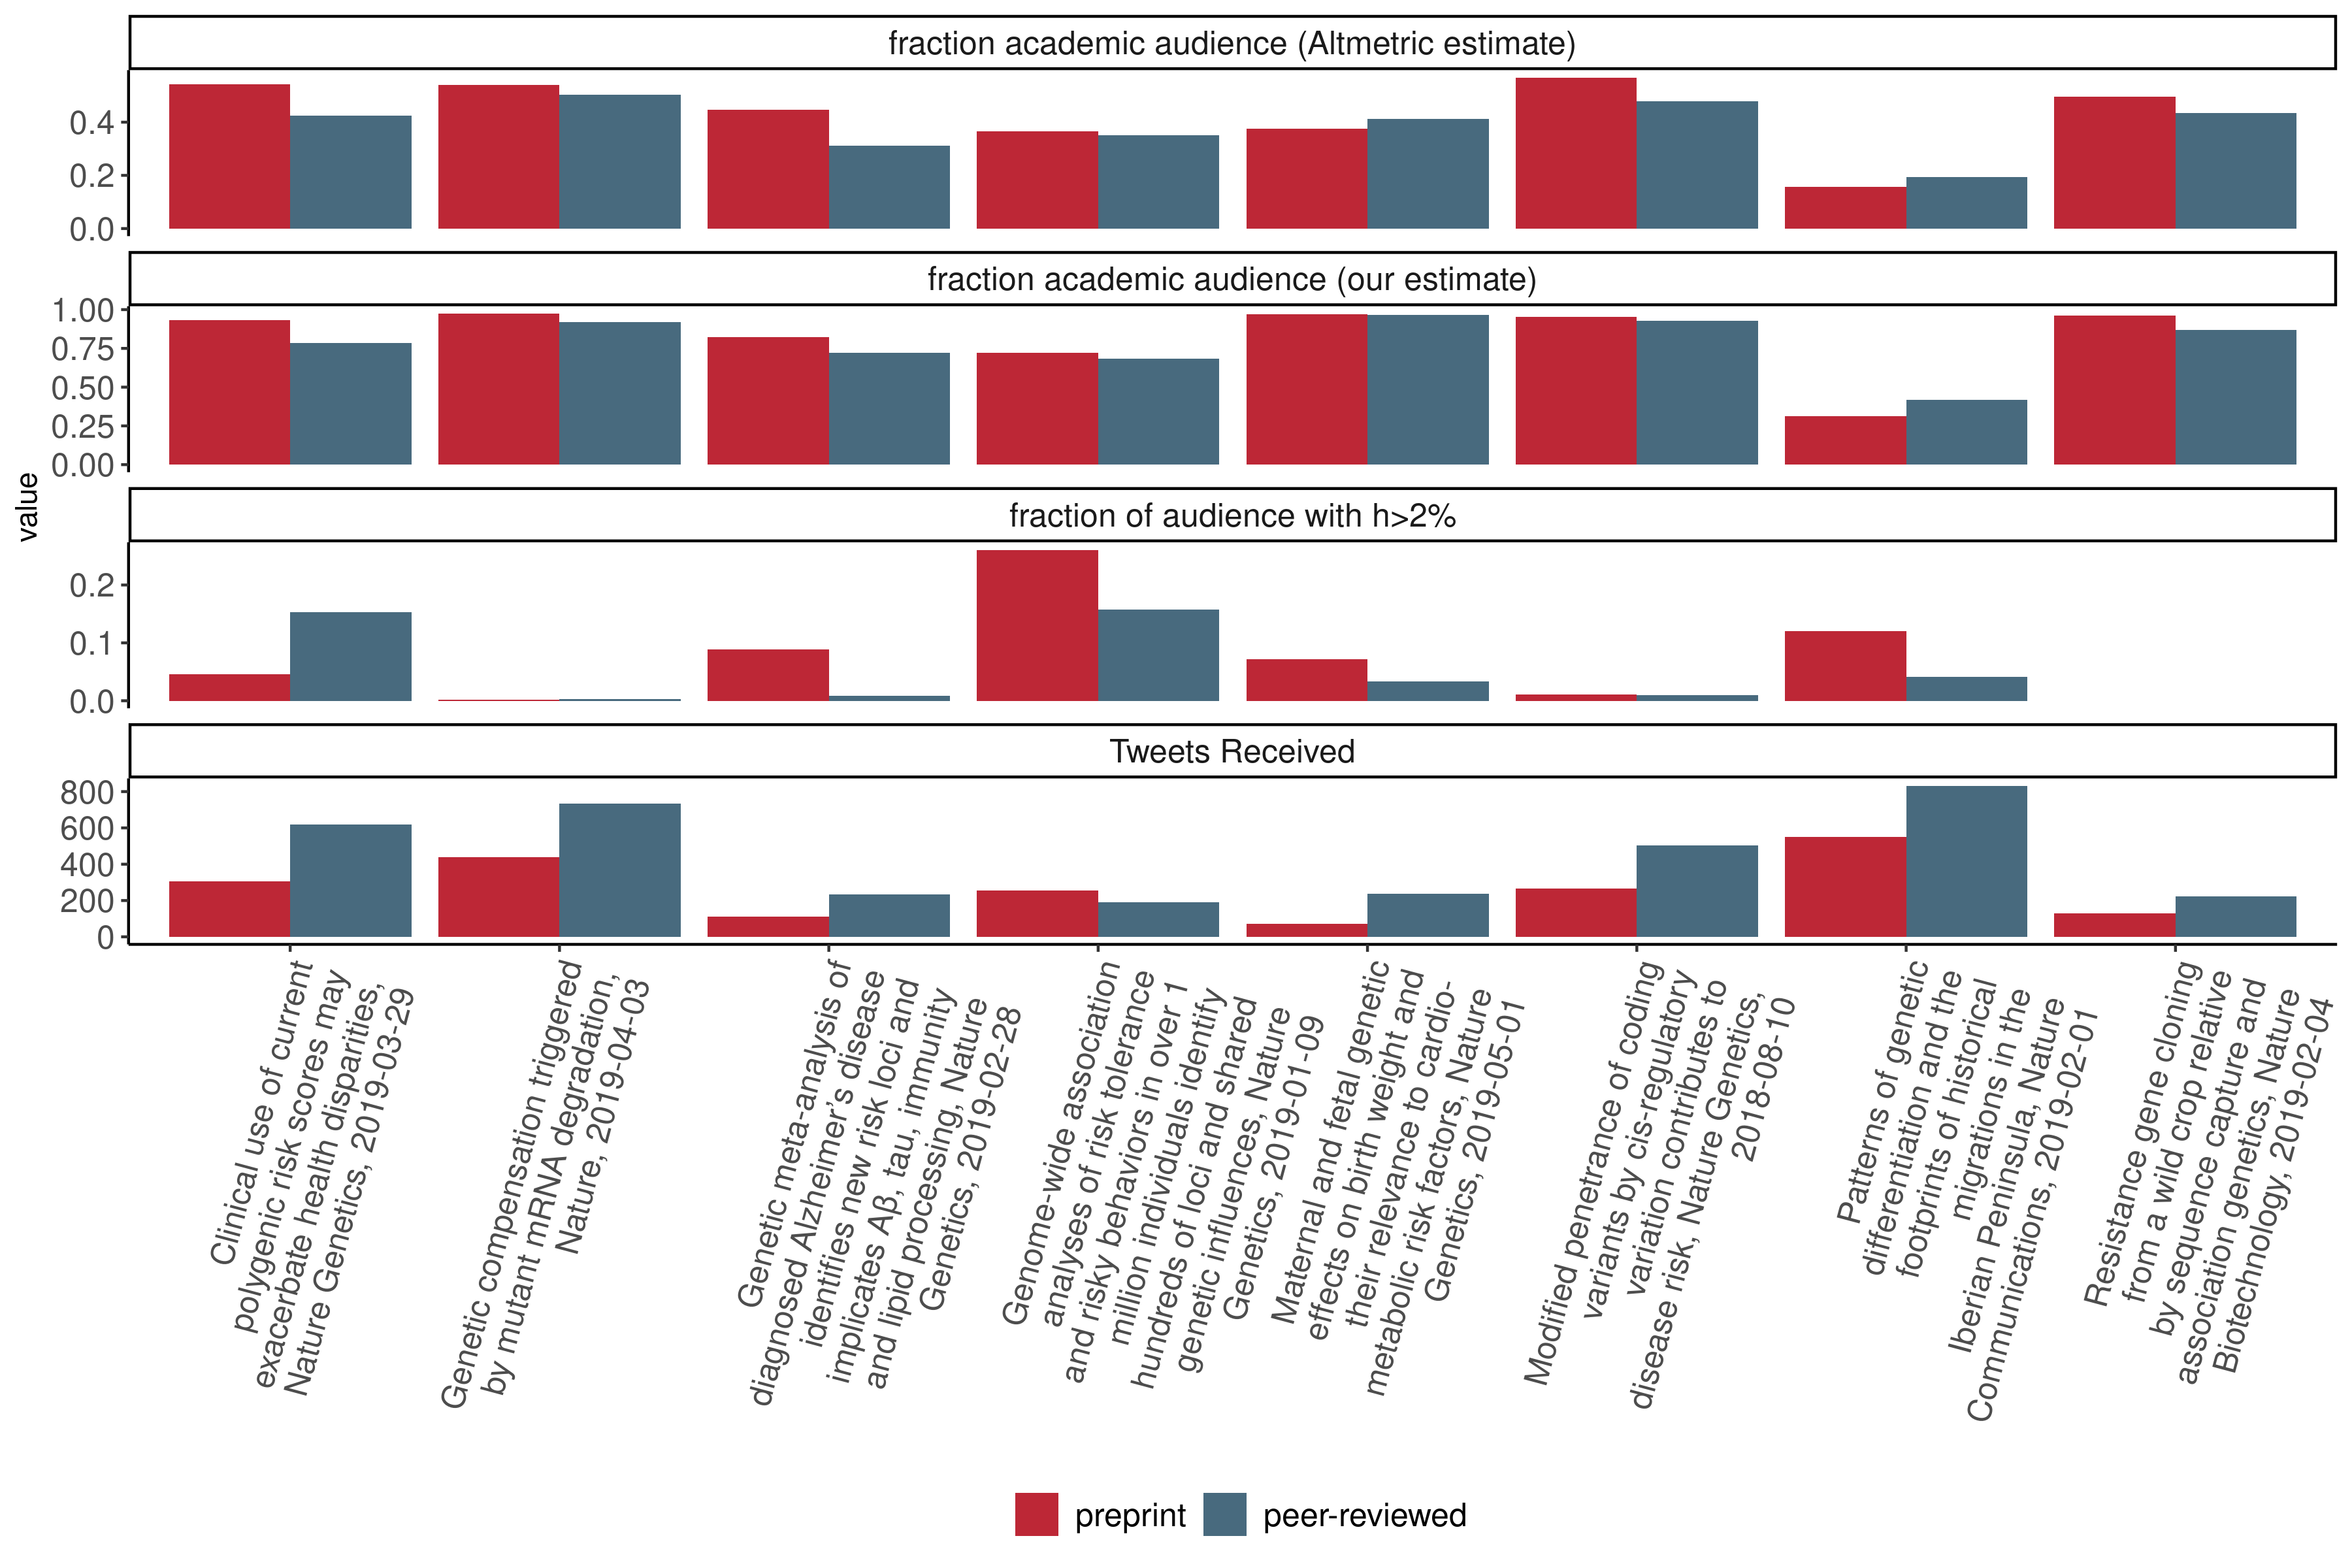 fraction academic audience (Altmetric estimate)
0.4
0.2
0.0
fraction academic audience (our estimate)
1.00
0.75
0.50
0.25
0.00
value
fraction of audience with h>2%
0.2
0.1
0.0
Tweets Received
800
600
400
200
0
Clinical use of current
polygenic risk scores may
exacerbate health disparities,
Nature Genetics, 2019-03-29
Genetic compensation triggered
by mutant mRNA degradation,
Nature, 2019-04-03
Genetic meta-analysis of
diagnosed Alzheimer’s disease
identifies new risk loci and
implicates Aβ, tau, immunity
and lipid processing, Nature
Genetics, 2019-02-28
Genome-wide association
analyses of risk tolerance
and risky behaviors in over 1
million individuals identify
hundreds of loci and shared
genetic influences, Nature
Genetics, 2019-01-09
Maternal and fetal genetic
effects on birth weight and
their relevance to cardio-
metabolic risk factors, Nature
Genetics, 2019-05-01
Modified penetrance of coding
variants by cis-regulatory
variation contributes to
disease risk, Nature Genetics,
2018-08-10
Patterns of genetic
differentiation and the
footprints of historical
migrations in the
Iberian Peninsula, Nature
Communications, 2019-02-01
Resistance gene cloning
from a wild crop relative
by sequence capture and
association genetics, Nature
Biotechnology, 2019-02-04
preprint
peer-reviewed